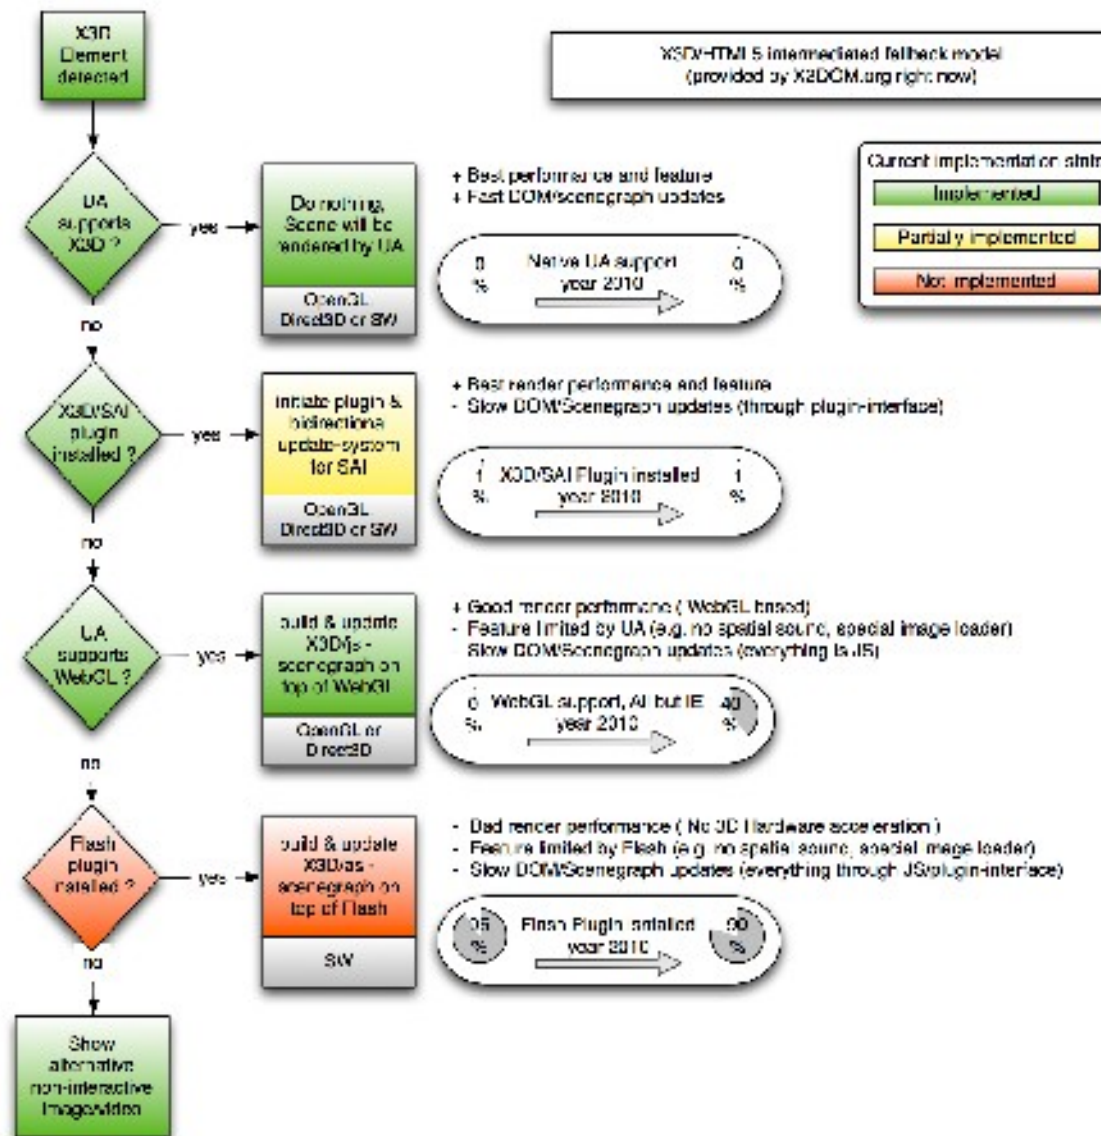 X3D
Element
detected
X3D/HTML5 intermediated fallback model
(provided by X3DOM.org right now)
Current implementation
Implemented
Partially implemented
Not implemented
UA
supports
X3D ?
yes
Do nothing,
Scene will be
rendered by UA
OpenGL,
Direct3D or SW
+ Best performance and feature
+ Fast DOM/scenegraph updates
0
%
Native UA support
year 2010
0
%
no
X3D/SAI
plugin
installed ?
yes
initiate plugin &
bidirectional
update-system
for SAI
OpenGL
Direct3D or SW
+ Best render performance and feature
- Slow DOM/Scenegraph updates (through plugin-interface)
1
%
X3D/SAI Plugin installed
year 2010
1
%
no
UA
supports
WebGL ?
yes
build & update
X3D/js -
scenegraph on
top of WebGL
OpenGL or
Direct3D
+ Good render performane ( WebGL based)
- Feature limited by UA (e.g. no spatial sound, special image loader)
- Slow DOM/Scenegraph updates (everything is JS)
0
%
WebGL support, All but IE
year 2010
40
%
no
Flash
plugin
installed ?
yes
build & update
X3D/as -
scenegraph on
top of Flash
SW
- Bad render performance ( No 3D Hardware acceleration )
- Feature limited by Flash (e.g. no spatial sound, special image loader)
- Slow DOM/Scenegraph updates (everything through JS/plugin-interface)
%
Flash Plugin installed
year 2010
90
%
no
Show
alternative
non-interactive
image/video